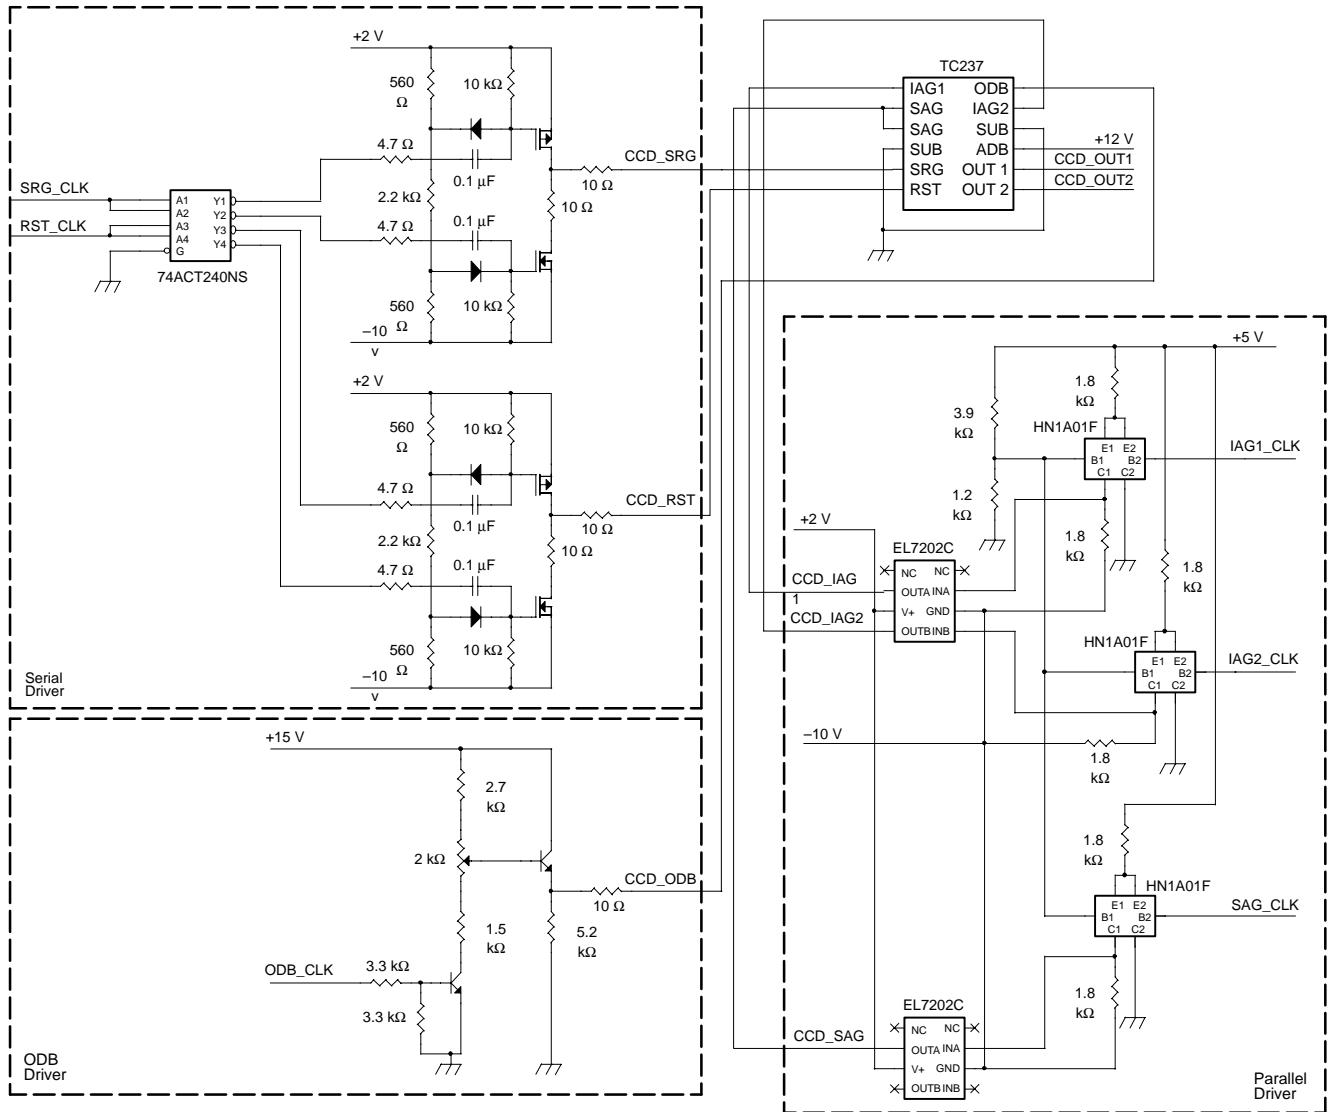 +2 V
560
Ω
10 kΩ
4.7 Ω
0.1 µF
2.2 kΩ
4.7 Ω
0.1 µF
560
Ω
10 kΩ
–10
v
CCD_SRG
10 Ω
10 Ω
SRG_CLK
RST_CLK
A1
A2
A3
A4
G
Y1
Y2
Y3
Y4
74ACT240NS
+2 V
560
Ω
10 kΩ
4.7 Ω
0.1 µF
2.2 kΩ
4.7 Ω
0.1 µF
560
Ω
10 kΩ
–10
v
CCD_RST
10 Ω
10 Ω
Serial
Driver
TC237
IAG1 ODB
SAG IAG2
SAG SUB
SUB ADB
SRG OUT 1
RST OUT 2
+12 V
CCD_OUT1
CCD_OUT2
+15 V
2.7
kΩ
2 kΩ
1.5
kΩ
CCD_ODB
10 Ω
5.2
kΩ
ODB_CLK
3.3 kΩ
3.3 kΩ
ODB
Driver
+5 V
1.8
kΩ
3.9
kΩ
HN1A01F
E1 E2
B1 B2
C1 C2
IAG1_CLK
1.2
kΩ
+2 V
1.8
kΩ
EL7202C
NC NC
OUTA INA
V+ GND
OUTB INB
CCD_IAG
1
CCD_IAG2
1.8
kΩ
HN1A01F
E1 E2
B1 B2
C1 C2
IAG2_CLK
–10 V
1.8
kΩ
1.8
kΩ
HN1A01F
E1 E2
B1 B2
C1 C2
SAG_CLK
1.8
kΩ
EL7202C
NC NC
OUTA INA
V+ GND
OUTB INB
CCD_SAG
Parallel
Driver